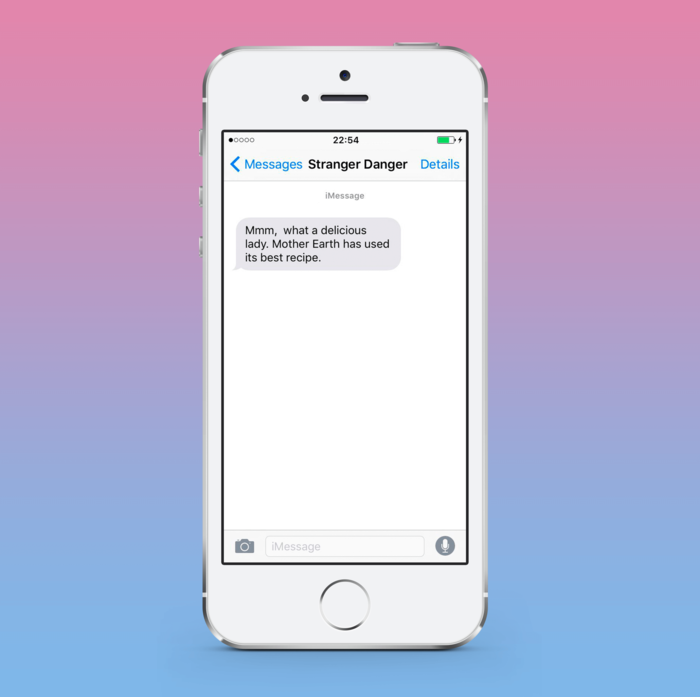 22:54
Messages Stranger Danger Details
iMessage
Mmm,  what a delicious
lady. Mother Earth has used
its best recipe.
iMessage